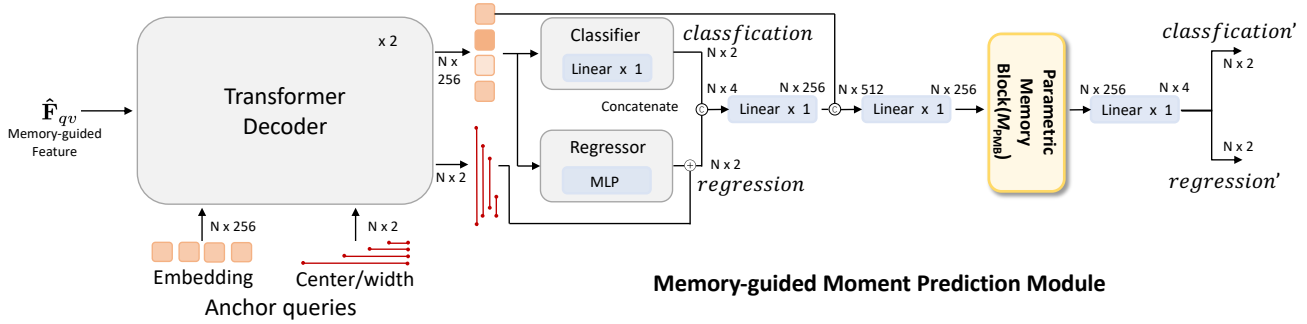 x 2
Transformer
Decoder
F̂qv
Memory-guided
Feature
N x 256
Embedding
N x 2
Center/width
Anchor queries
N x
256
N x 2
Classifier
Linear x 1
classfication
N x 2
Concatenate
C
N x 4
Regressor
MLP
+
N x 2
regression
Linear x 1
N x 256
C
N x 512
Linear x 1
N x 256
Parametric
Memory
Block(MPMB)
N x 256
Linear x 1
N x 4
classfication'
N x 2
N x 2
regression'
Memory-guided Moment Prediction Module